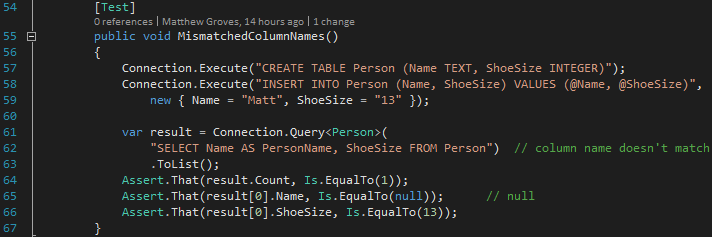 54 [Test]
0 references | Matthew Groves, 14 hours ago | 1 change
55 public void MismatchedColumnNames()
56 {
57 Connection.Execute("CREATE TABLE Person (Name TEXT, ShoeSize INTEGER)");
58 Connection.Execute("INSERT INTO Person (Name, ShoeSize) VALUES (@Name, @ShoeSize)",
59 new { Name = "Matt", ShoeSize = "13" });
60
61 var result = Connection.Query<Person>(
62 "SELECT Name AS PersonName, ShoeSize FROM Person") // column name doesn't match
63 .ToList();
64 Assert.That(result.Count, Is.EqualTo(1));
65 Assert.That(result[0].Name, Is.EqualTo(null)); // null
66 Assert.That(result[0].ShoeSize, Is.EqualTo(13));
67 }